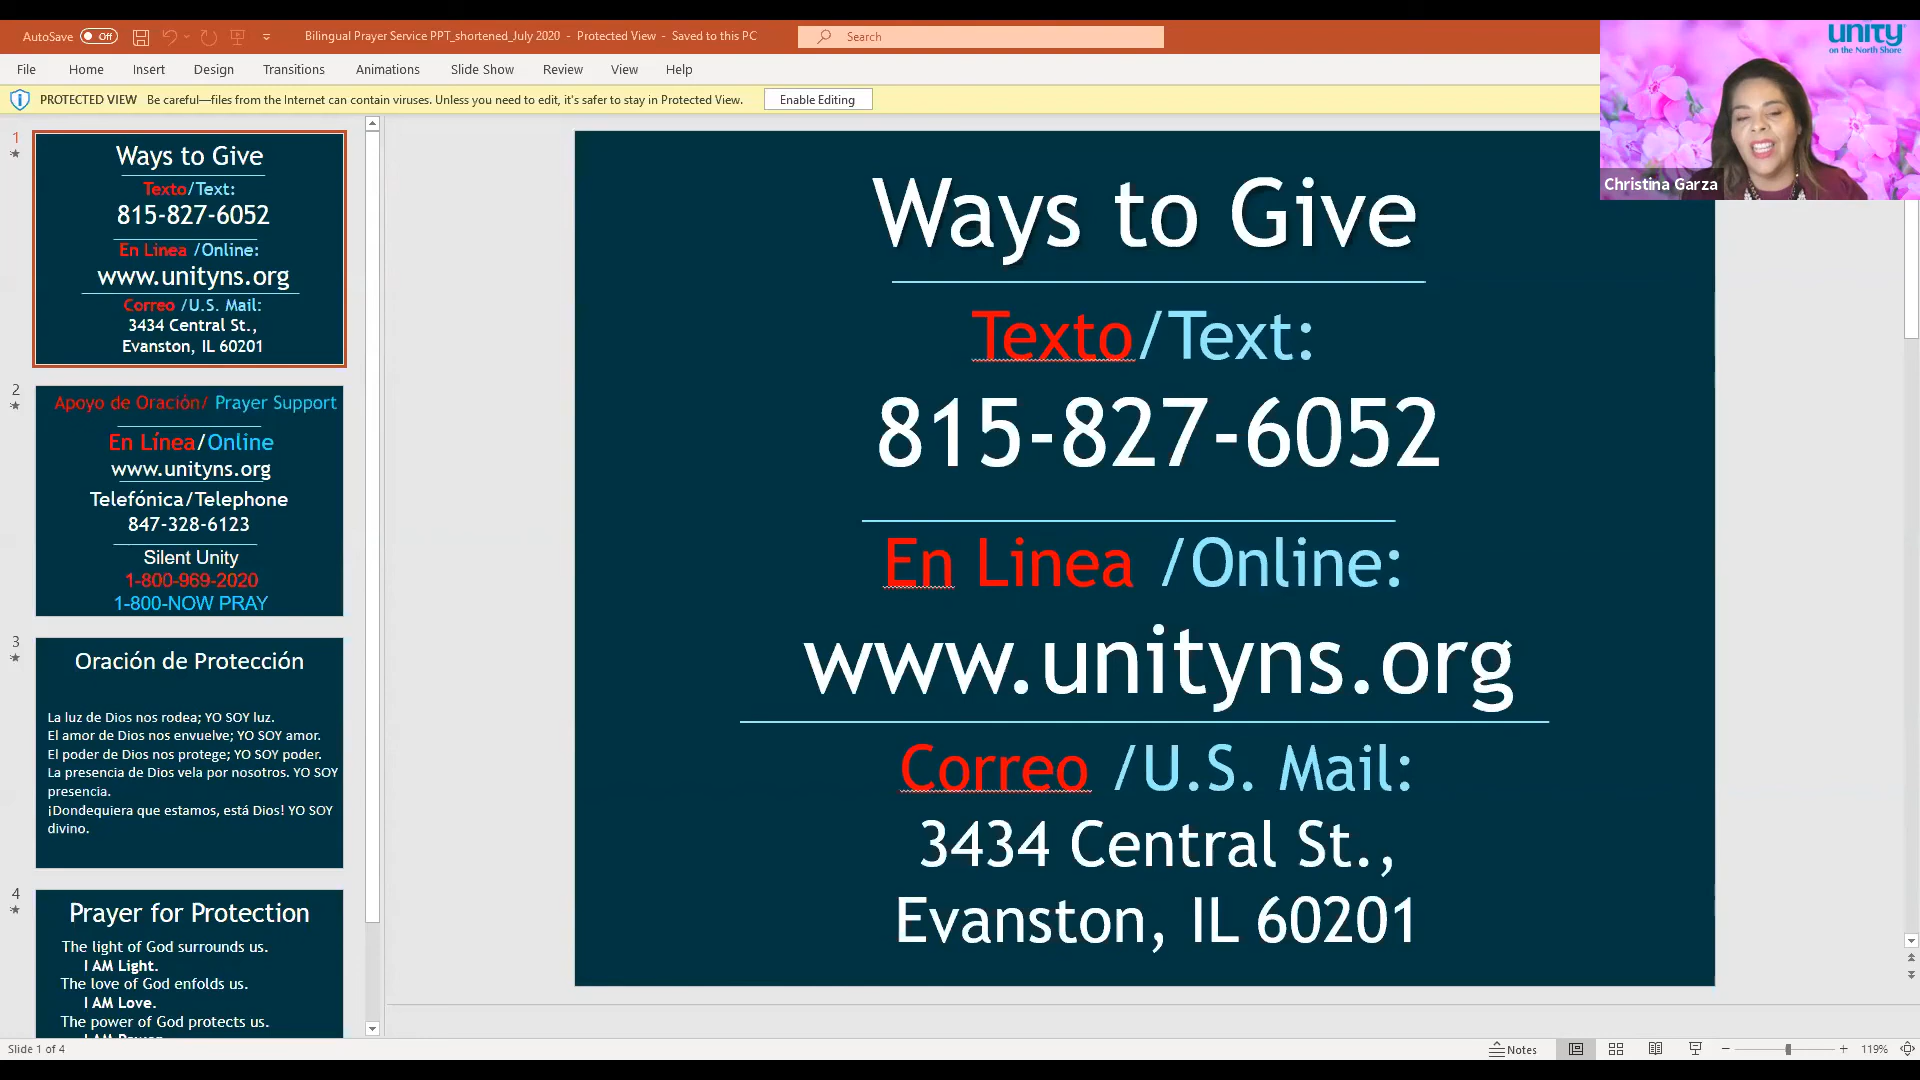 AutoSave Off
Bilingual Prayer Service PPT_shortened_July 2020 - Protected View - Saved to this PC
Search
File Home Insert Design Transitions Animations Slide Show Review View Help
PROTECTED VIEW Be careful—files from the Internet can contain viruses. Unless you need to edit, it's safer to stay in Protected View. Enable Editing
unity
on the North Shore
Christina Garza
1
Ways to Give
Texto/Text:
815-827-6052
En Linea /Online:
www.unityns.org
Correo /U.S. Mail:
3434 Central St.,
Evanston, IL 60201
2
Apoyo de Oración/ Prayer Support
En Línea/Online
www.unityns.org
Telefónica/Telephone
847-328-6123
Silent Unity
1-800-969-2020
1-800-NOW PRAY
3
Oración de Protección
La luz de Dios nos rodea; YO SOY luz.
El amor de Dios nos envuelve; YO SOY amor.
El poder de Dios nos protege; YO SOY poder.
La presencia de Dios vela por nosotros. YO SOY
presencia.
¡Dondequiera que estamos, está Dios! YO SOY
divino.
4
Prayer for Protection
The light of God surrounds us.
I AM Light.
The love of God enfolds us.
I AM Love.
The power of God protects us.
Ways to Give
Texto/Text:
815-827-6052
En Linea /Online:
www.unityns.org
Correo /U.S. Mail:
3434 Central St.,
Evanston, IL 60201
Slide 1 of 4
Notes
119%